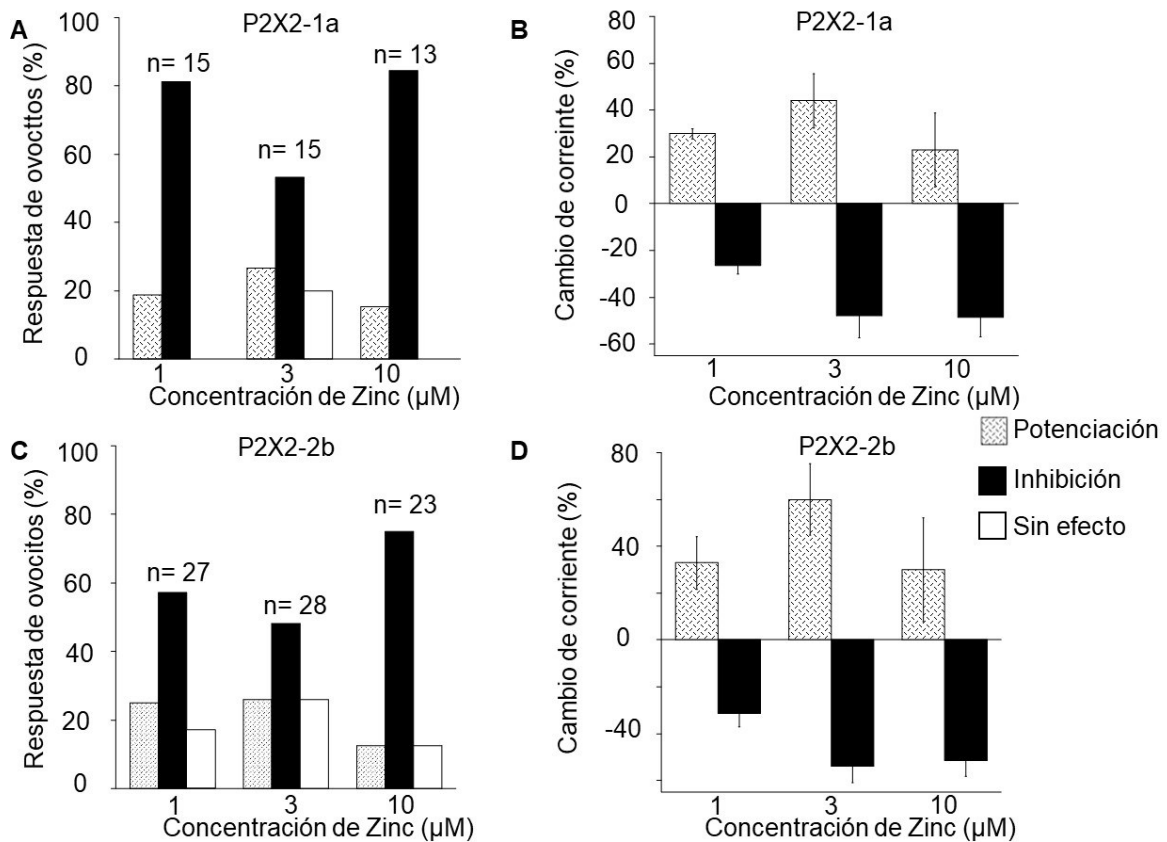 A
P2X2-1a
Respuesta de ovocttos (%)
100
80
60
40
20
0
n= 15
n= 15
n= 13
1
3
10
Concentración de Zinc (µM)
B
P2X2-1a
Cambio de correinte (%)
80
60
40
20
0
-20
-40
-60
1
3
10
Concentración de Zinc (µM)
C
P2X2-2b
Respuesta de ovocitos (%)
100
80
60
40
20
0
n= 27
n= 28
n= 23
1
3
10
Concentración de Zinc (µM)
D
P2X2-2b
Cambio de corriente (%)
80
40
0
-40
1
3
10
Concentración de Zinc (µM)
Potenciación
Inhibición
Sin efecto